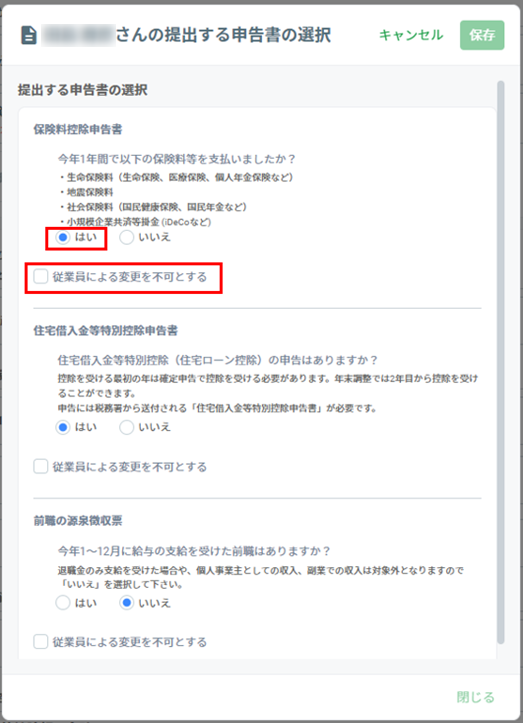 さんの提出する申告書の選択 キャンセル 保存
提出する申告書の選択
保険料控除申告書
今年1年間で以下の保険料等を支払いましたか？
・生命保険料（生命保険、医療保険、個人年金保険など）
・地震保険料
・社会保険料（国民健康保険、国民年金など）
・小規模企業共済等掛金 (iDeCoなど)
はい いいえ
従業員による変更を不可とする
住宅借入金等特別控除申告書
住宅借入金等特別控除（住宅ローン控除）の申告はありますか？
控除を受ける最初の年は確定申告で控除を受ける必要があります。年末調整では2年目から控除を受け
ることができます。
申告には税務署から送付される「住宅借入金等特別控除申告書」が必要です。
はい いいえ
従業員による変更を不可とする
前職の源泉徴収票
今年1～12月に給与の支給を受けた前職はありますか？
退職金のみ支給を受けた場合や、個人事業主としての収入、副業での収入は対象外となりますので
「いいえ」を選択して下さい。
はい いいえ
従業員による変更を不可とする
閉じる